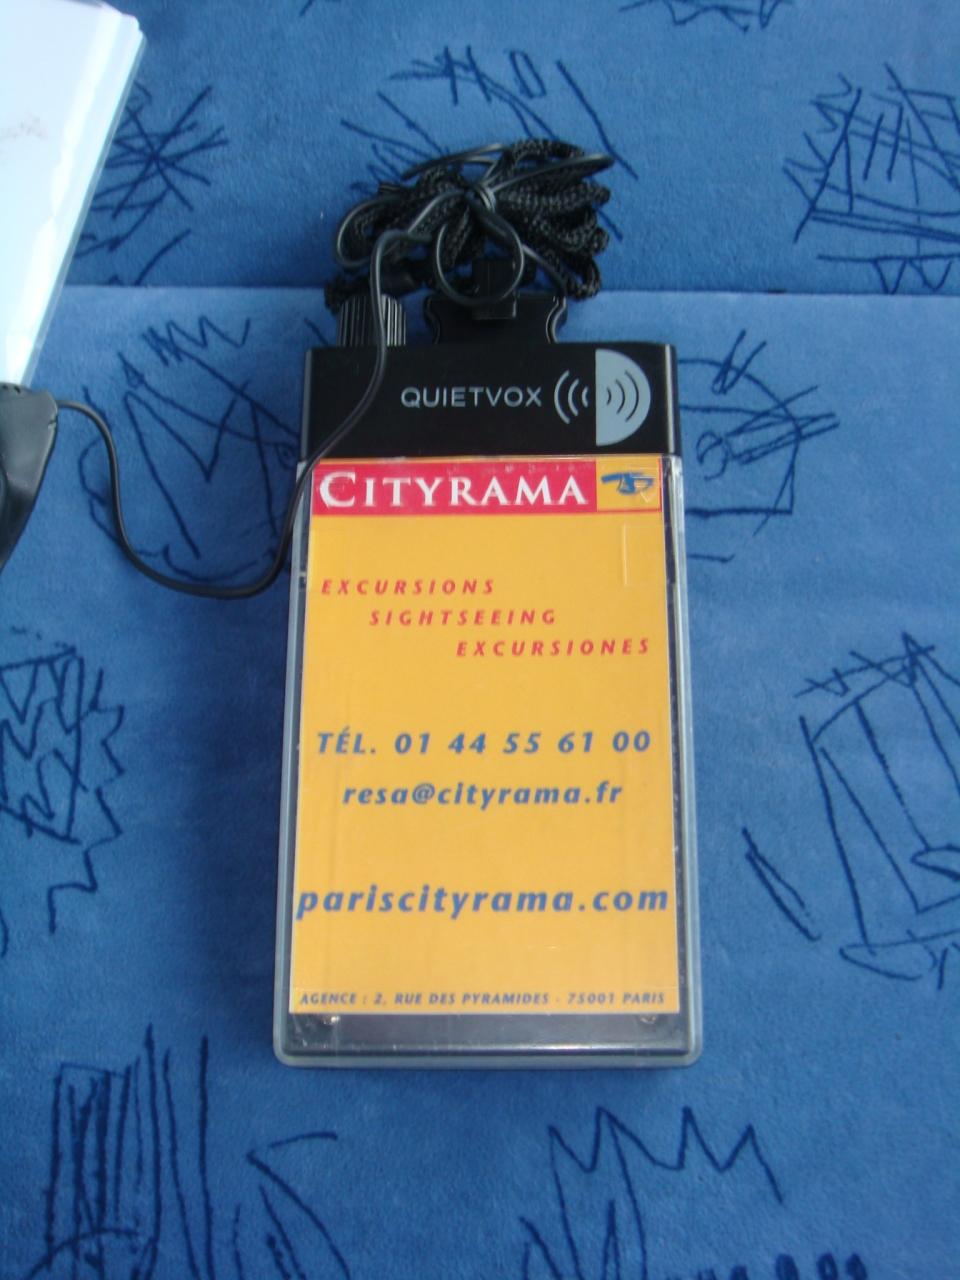 QUIETVOX
CITYRAMA
EXCURSIONS
SIGHTSEEING
EXCURSIONES
TÉL. 01 44 55 61 00
resa@cityrama.fr
pariscityrama.com
AGENCE : 2, RUE DES PYRAMIDES - 75001 PARIS